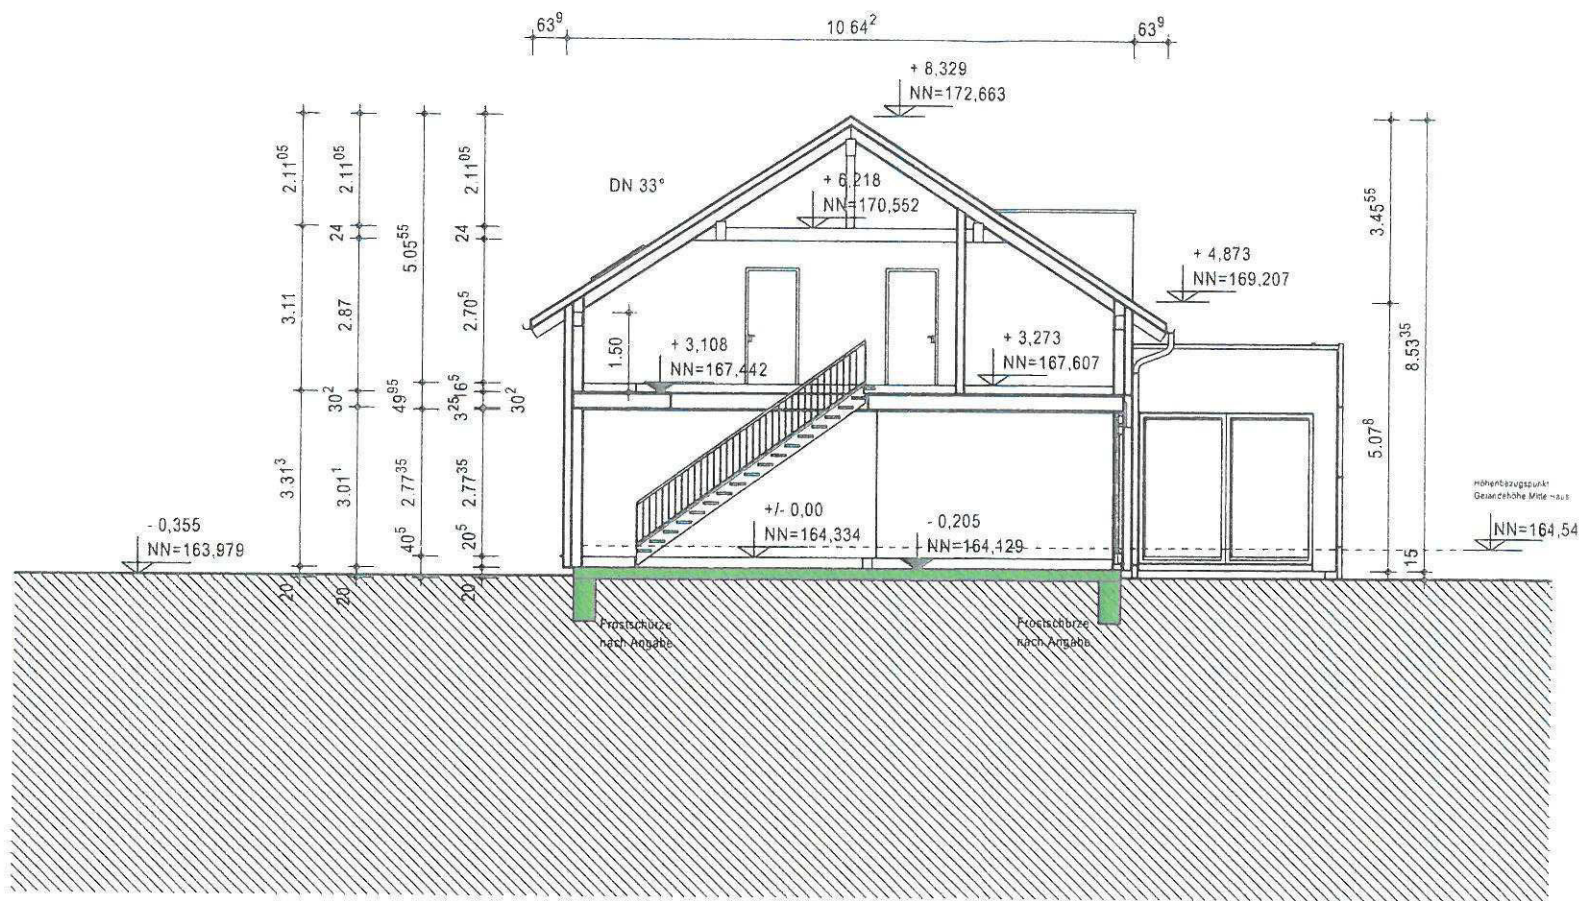 63⁹
10 64²
63⁹
+ 8,329
NN=172,663
2.11⁰⁵
2.11⁰⁵
2.11⁰⁵
DN 33°
+ 6,218
NN=170,552
3.45⁵⁵
24
24
5.05⁵⁵
+ 4,873
NN=169,207
3.11
2.87
2.70⁵
1.50
+ 3,108
NN=167,442
+ 3,273
NN=167,607
8.53³⁵
30²
49⁹⁵
3²⁵
16⁵
30²
3.31³
3.01¹
2.77³⁵
2.77³⁵
5.07⁸
Höhenbezugspunkt
Geländehöhe Mitte Haus
NN=164,54
- 0,355
NN=163,979
40⁵
20⁵
+/- 0,00
NN=164,334
- 0,205
NN=164,129
15
20
20
20
Frostschürze
nach Angabe
Frostschürze
nach Angabe